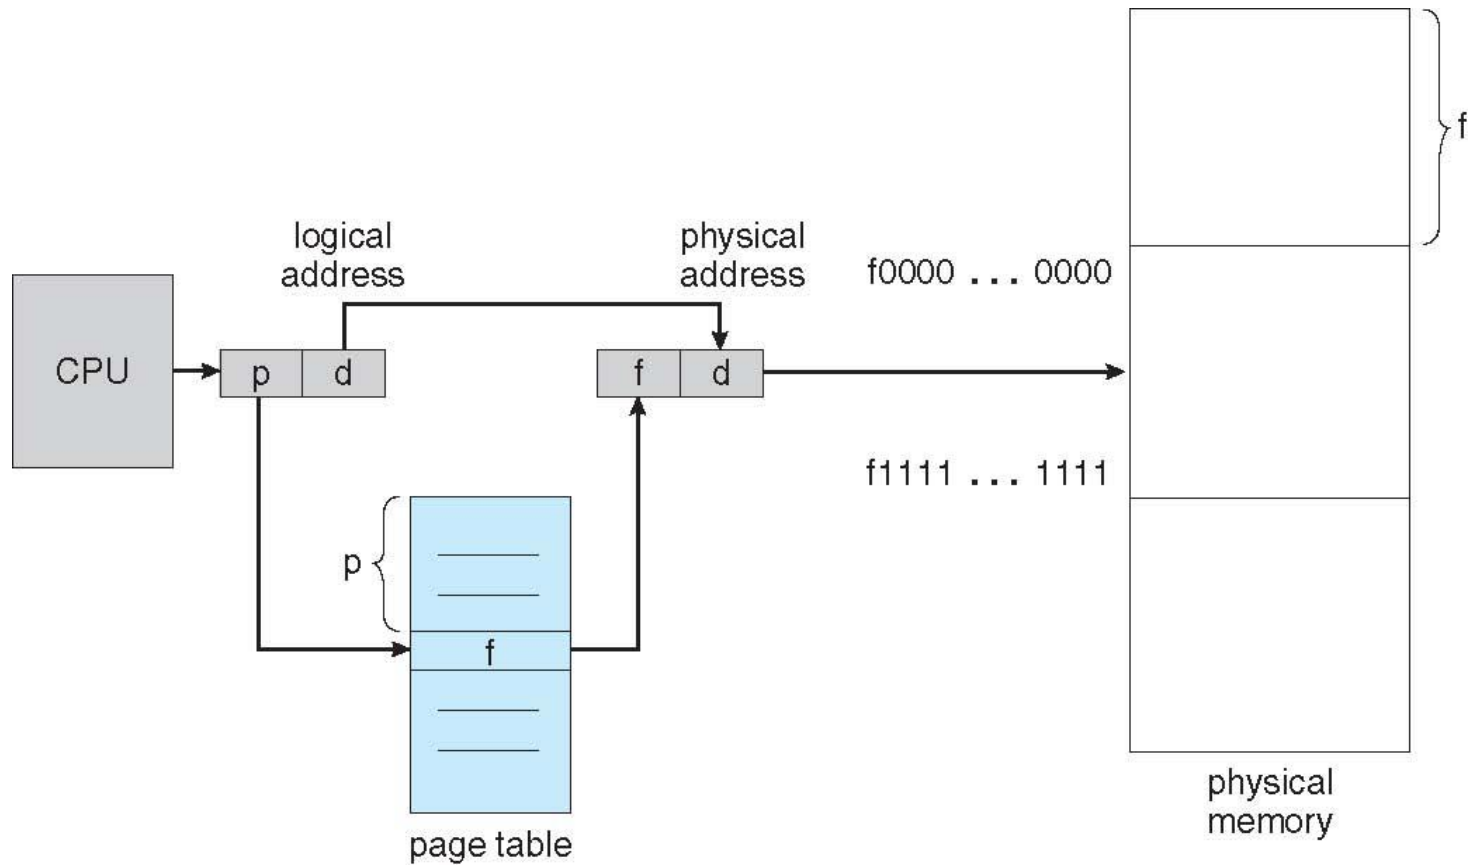 f
logical
address
physical
address
f0000 ... 0000
CPU
p
d
f
d
f1111 ... 1111
p
f
physical
memory
page table